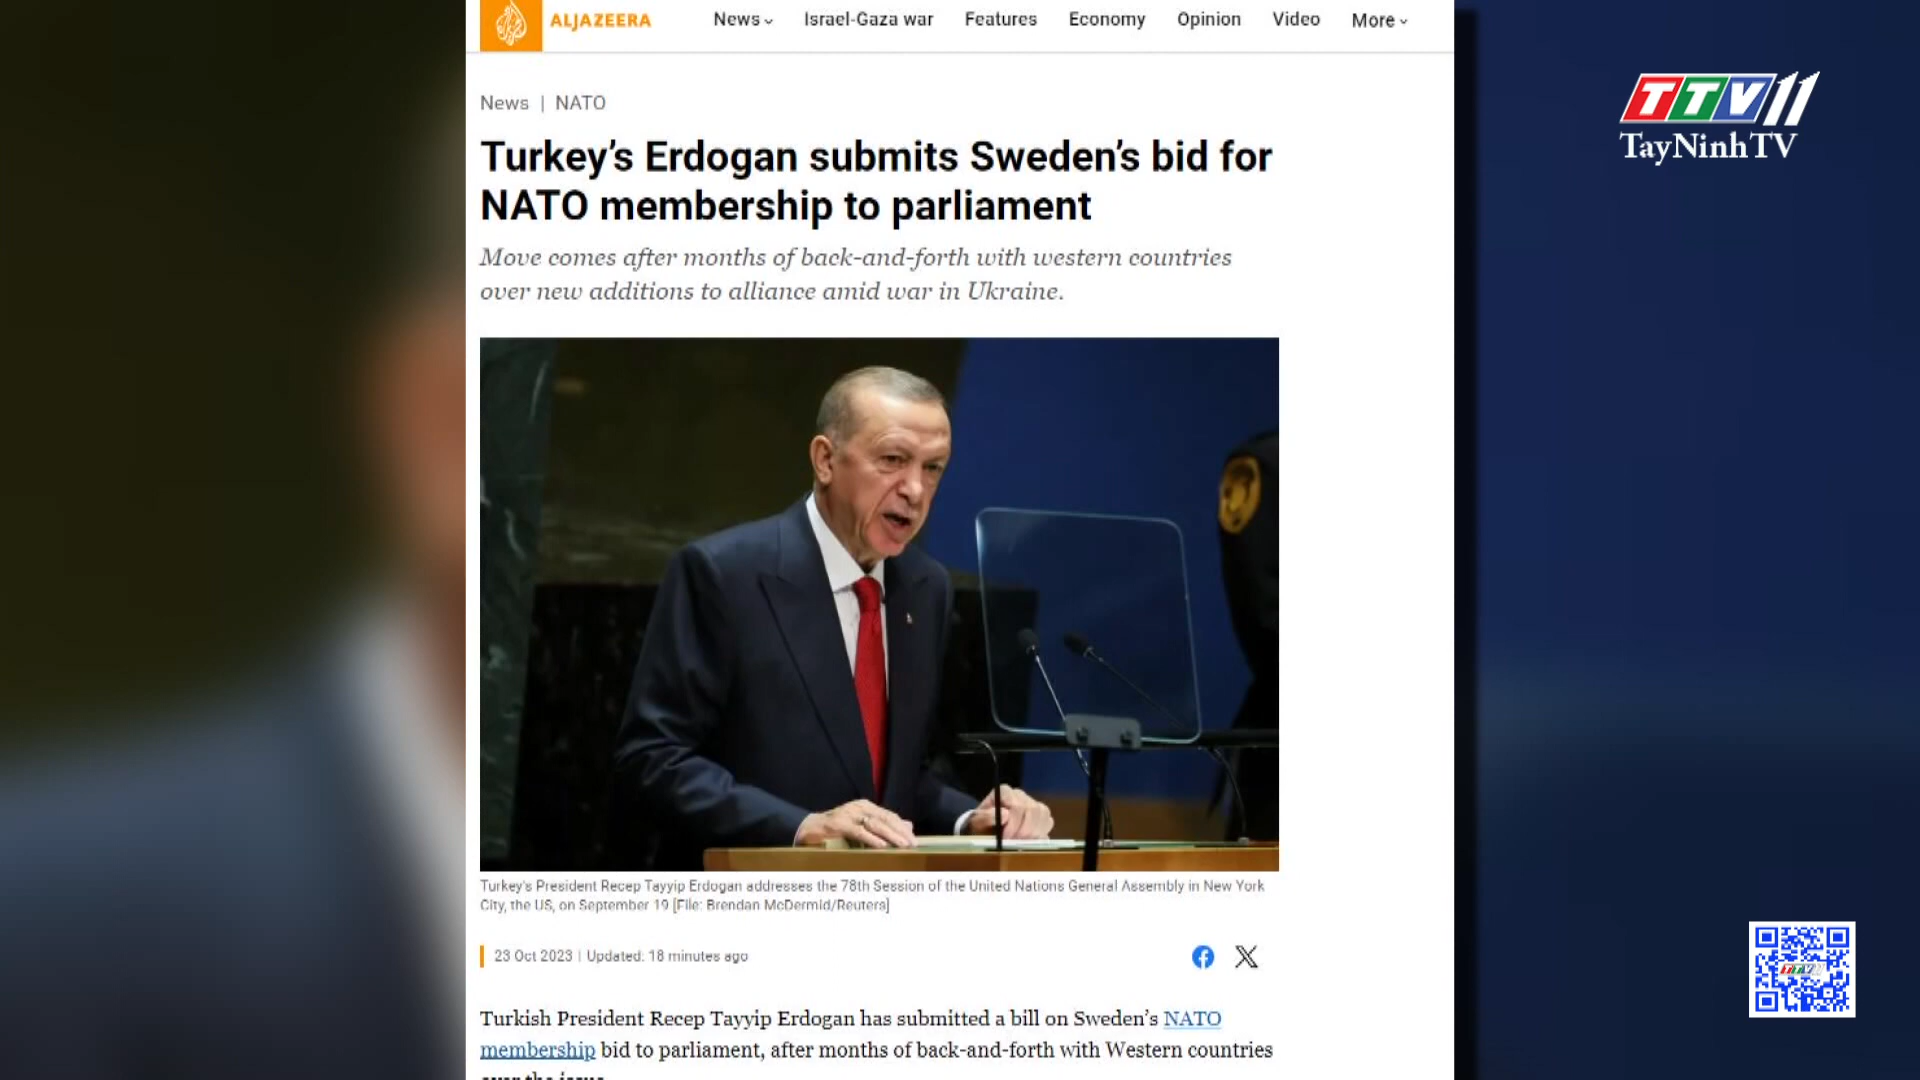 ALJAZEERA
News Israel-Gaza war Features Economy Opinion Video More
TTV11
TayNinhTV
News | NATO
Turkey’s Erdogan submits Sweden’s bid for
NATO membership to parliament
Move comes after months of back-and-forth with western countries
over new additions to alliance amid war in Ukraine.
Turkey's President Recep Tayyip Erdogan addresses the 78th Session of the United Nations General Assembly in New York
City, the US, on September 19 [File: Brendan McDermid/Reuters]
23 Oct 2023 | Updated: 18 minutes ago
TTV11
Turkish President Recep Tayyip Erdogan has submitted a bill on Sweden’s NATO
membership bid to parliament, after months of back-and-forth with Western countries
over the issue.